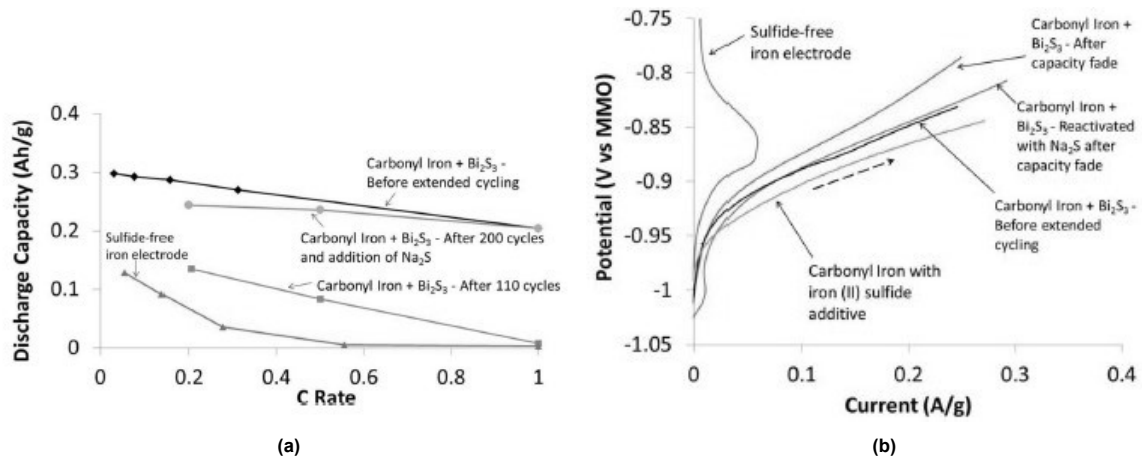 Discharge Capacity (Ah/g)
0.4
0.3
0.2
0.1
0
0
0.2
0.4
0.6
0.8
1
C Rate
Carbonyl Iron + Bi₂S₃ -
Before extended cycling
Carbonyl Iron + Bi₂S₃ - After 200 cycles
and addition of Na₂S
Sulfide-free
iron electrode
Carbonyl Iron + Bi₂S₃ - After 110 cycles
(a)
Potential (V vs MMO)
-0.75
-0.8
-0.85
-0.9
-0.95
-1
-1.05
0
0.1
0.2
0.3
0.4
Current (A/g)
Sulfide-free
iron electrode
Carbonyl Iron +
Bi₂S₃ - After
capacity fade
Carbonyl Iron +
Bi₂S₃ - Reactivated
with Na₂S after
capacity fade
Carbonyl Iron + Bi₂S₃ -
Before extended
cycling
Carbonyl Iron with
iron (II) sulfide
additive
(b)